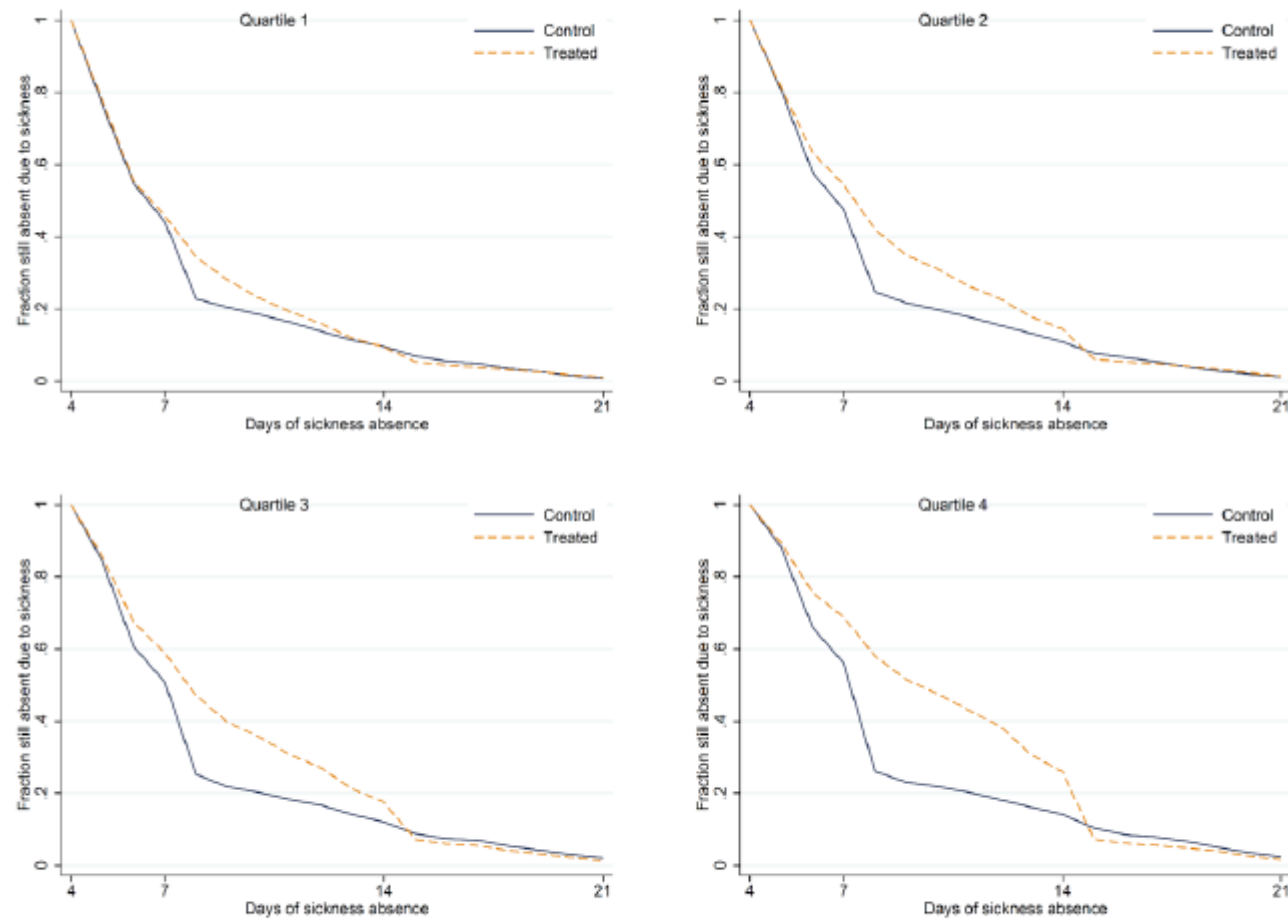 Quartile 1
Control
Treated
Fraction still absent due to sickness
1
.8
.6
.4
.2
0
4
7
14
21
Days of sickness absence
Quartile 2
Control
Treated
Fraction still absent due to sickness
1
.8
.6
.4
.2
0
4
7
14
21
Days of sickness absence
Quartile 3
Control
Treated
Fraction still absent due to sickness
1
.8
.6
.4
.2
0
4
7
14
21
Days of sickness absence
Quartile 4
Control
Treated
Fraction still absent due to sickness
1
.8
.6
.4
.2
0
4
7
14
21
Days of sickness absence